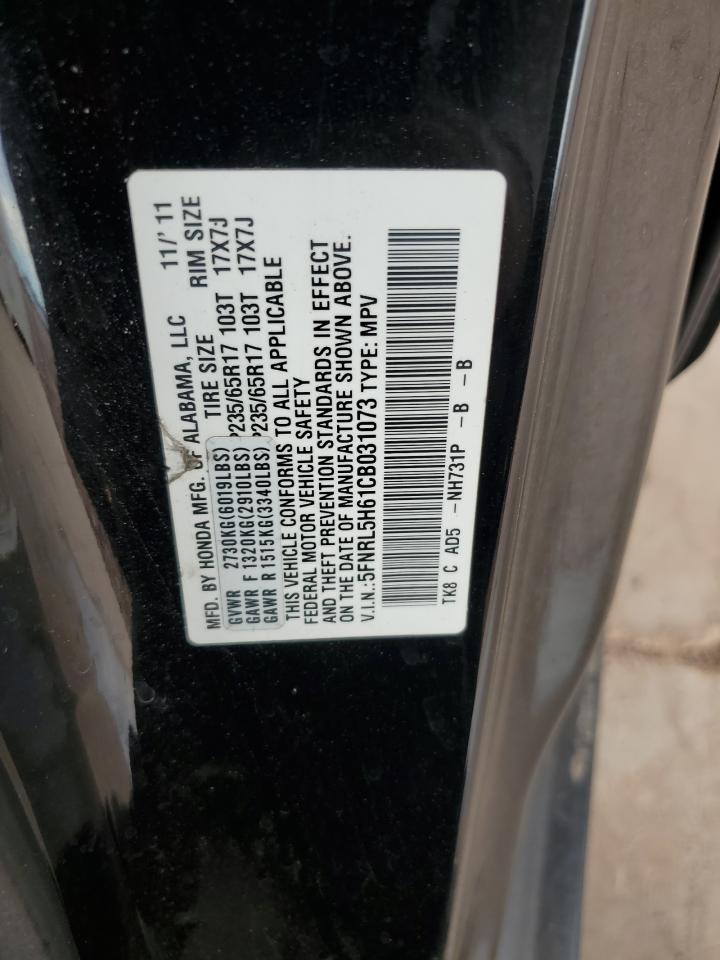 MFD. BY HONDA MFG. OF ALABAMA, LLC 11/' 11
TIRE SIZE RIM SIZE
GVWR 2730KG(6019LBS)
GAWR F 1320KG(2910LBS) P235/65R17 103T 17X7J
GAWR R 1515KG(3340LBS) P235/65R17 103T 17X7J
THIS VEHICLE CONFORMS TO ALL APPLICABLE
FEDERAL MOTOR VEHICLE SAFETY
AND THEFT PREVENTION STANDARDS IN EFFECT
ON THE DATE OF MANUFACTURE SHOWN ABOVE.
V.I.N.:5FNRL5H61CB031073 TYPE: MPV
TK8 C AD5 -NH731P -B -B